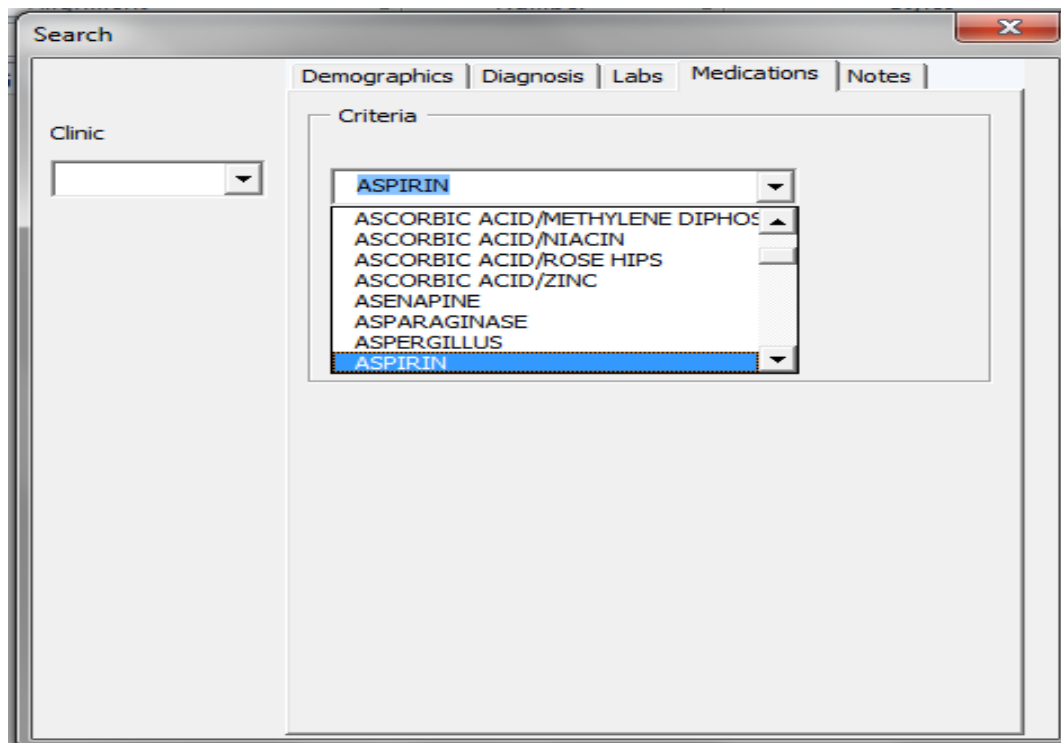 Search
Demographics Diagnosis Labs Medications Notes
Clinic
Criteria
ASPIRIN
ASCORBIC ACID/METHYLENE DIPHOS
ASCORBIC ACID/NIACIN
ASCORBIC ACID/ROSE HIPS
ASCORBIC ACID/ZINC
ASENAPINE
ASPARAGINASE
ASPERGILLUS
ASPIRIN